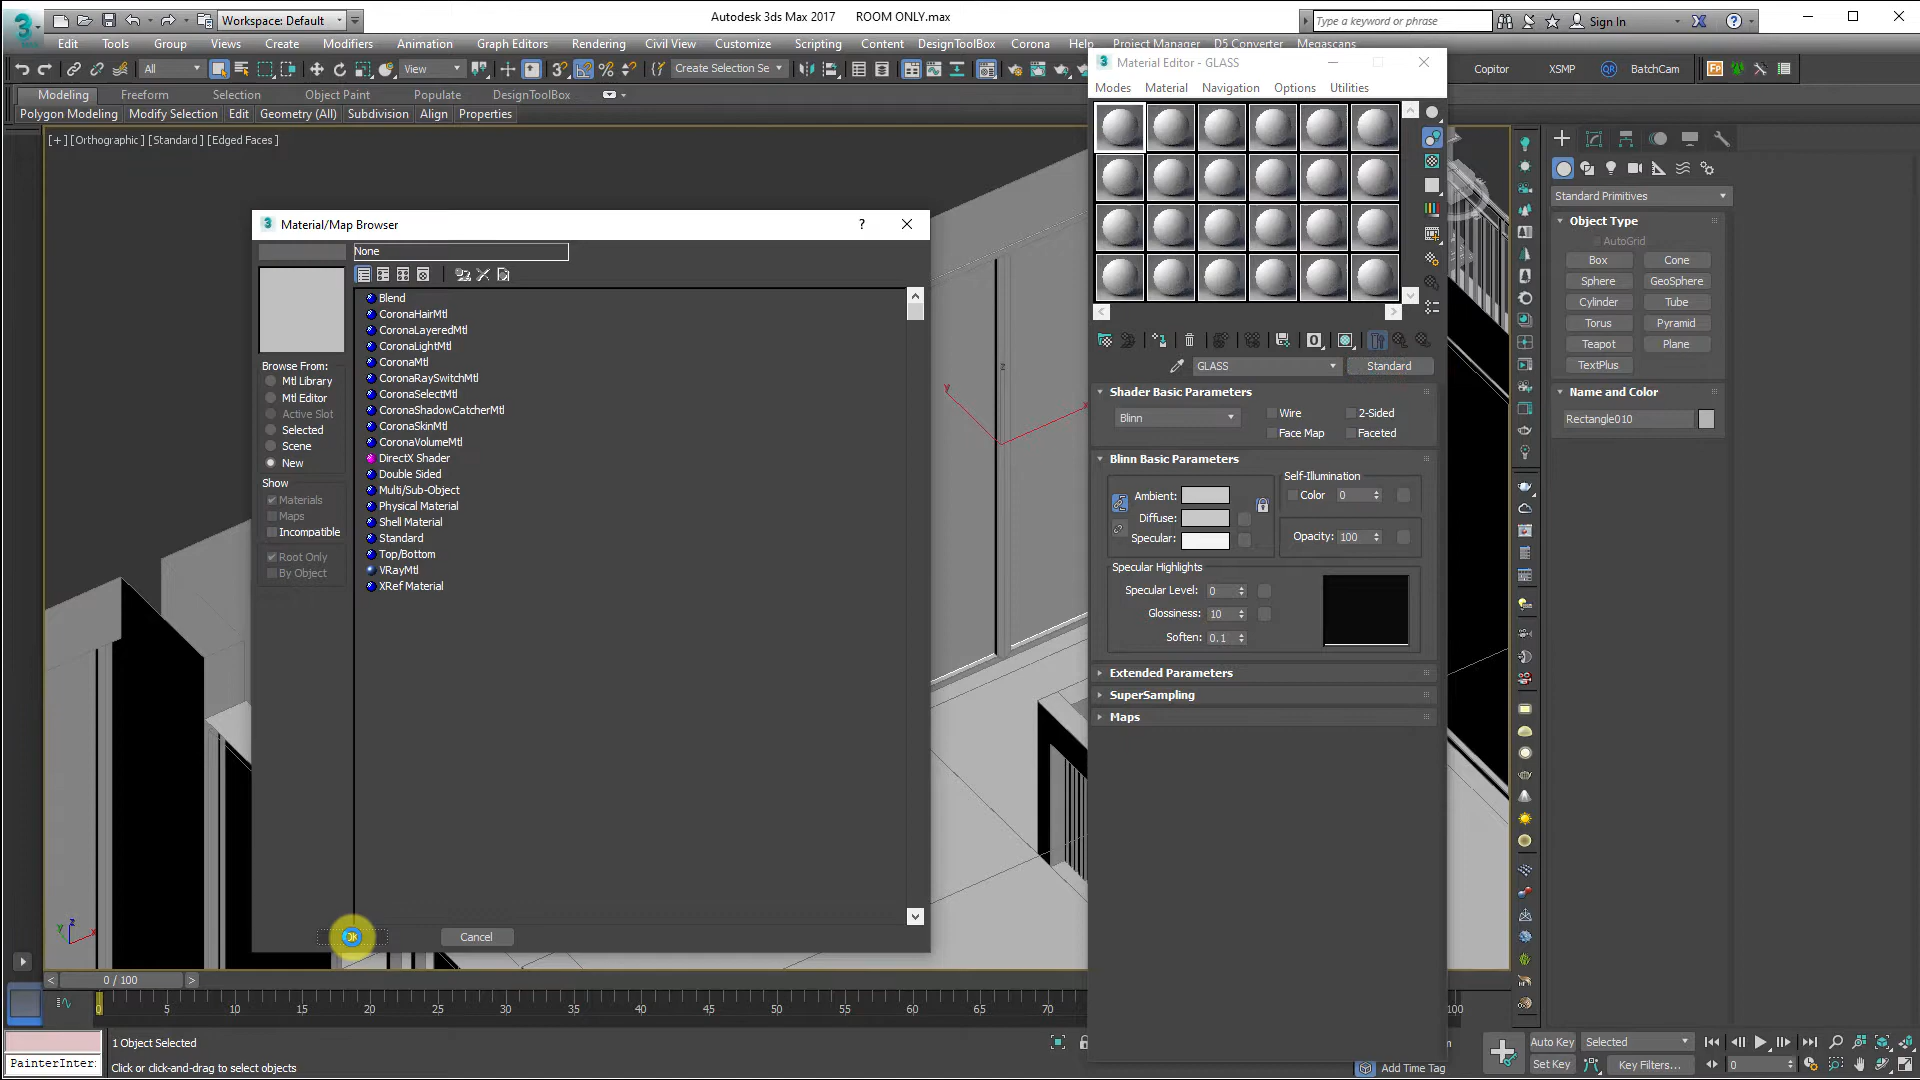 Workspace: Default
Autodesk 3ds Max 2017 ROOM ONLY.max
Type a keyword or phrase
Sign In
Edit Tools Group Views Create Modifiers Animation Graph Editors Rendering Civil View Customize Scripting Content DesignToolBox Corona Help Project Manager D5 Converter Megascans
All
View
Create Selection Se
Copitor XSMP BatchCam
Modeling Freeform Selection Object Paint Populate DesignToolBox
Polygon Modeling Modify Selection Edit Geometry (All) Subdivision Align Properties
[+] [Orthographic] [Standard] [Edged Faces]
Material/Map Browser
None
Browse From:
Mtl Library
Mtl Editor
Active Slot
Selected
Scene
New
Show
Materials
Maps
Incompatible
Root Only
By Object
Blend
CoronaHairMtl
CoronaLayeredMtl
CoronaLightMtl
CoronaMtl
CoronaRaySwitchMtl
CoronaSelectMtl
CoronaShadowCatcherMtl
CoronaSkinMtl
CoronaVolumeMtl
DirectX Shader
Double Sided
Multi/Sub-Object
Physical Material
Shell Material
Standard
Top/Bottom
VRayMtl
XRef Material
OK
Cancel
Material Editor - GLASS
Modes Material Navigation Options Utilities
GLASS
Standard
Shader Basic Parameters
Blinn
Wire
2-Sided
Face Map
Faceted
Blinn Basic Parameters
Self-Illumination
Ambient:
Color 0
Diffuse:
Specular:
Opacity: 100
Specular Highlights
Specular Level: 0
Glossiness: 10
Soften: 0.1
Extended Parameters
SuperSampling
Maps
Standard Primitives
Object Type
AutoGrid
Box Cone
Sphere GeoSphere
Cylinder Tube
Torus Pyramid
Teapot Plane
TextPlus
Name and Color
Rectangle010
z
y
x
z
y
x
0 / 100
0 5 10 15 20 25 30 35 40 45 50 55 60 65 70 100
1 Object Selected
PainterInter
Click or click-and-drag to select objects
Add Time Tag
Auto Key
Selected
Set Key
Key Filters...
0